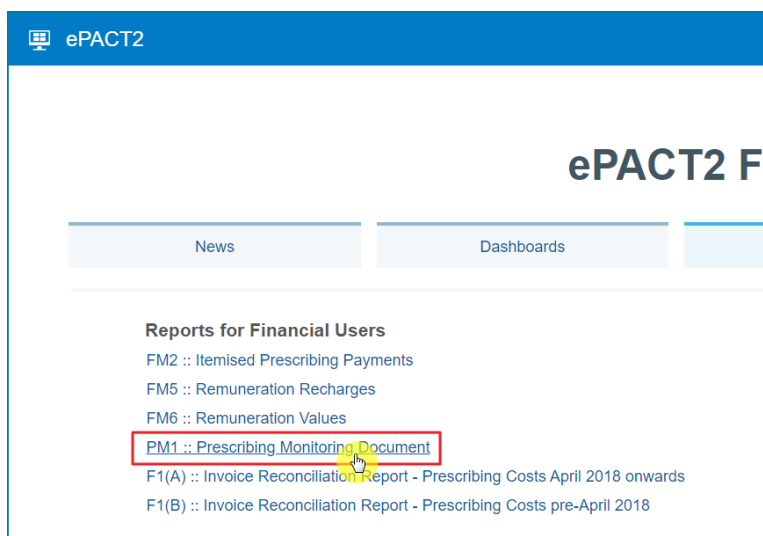 ePACT2
ePACT2 F
News Dashboards
Reports for Financial Users
FM2 :: Itemised Prescribing Payments
FM5 :: Remuneration Recharges
FM6 :: Remuneration Values
PM1 :: Prescribing Monitoring Document
F1(A) :: Invoice Reconciliation Report - Prescribing Costs April 2018 onwards
F1(B) :: Invoice Reconciliation Report - Prescribing Costs pre-April 2018